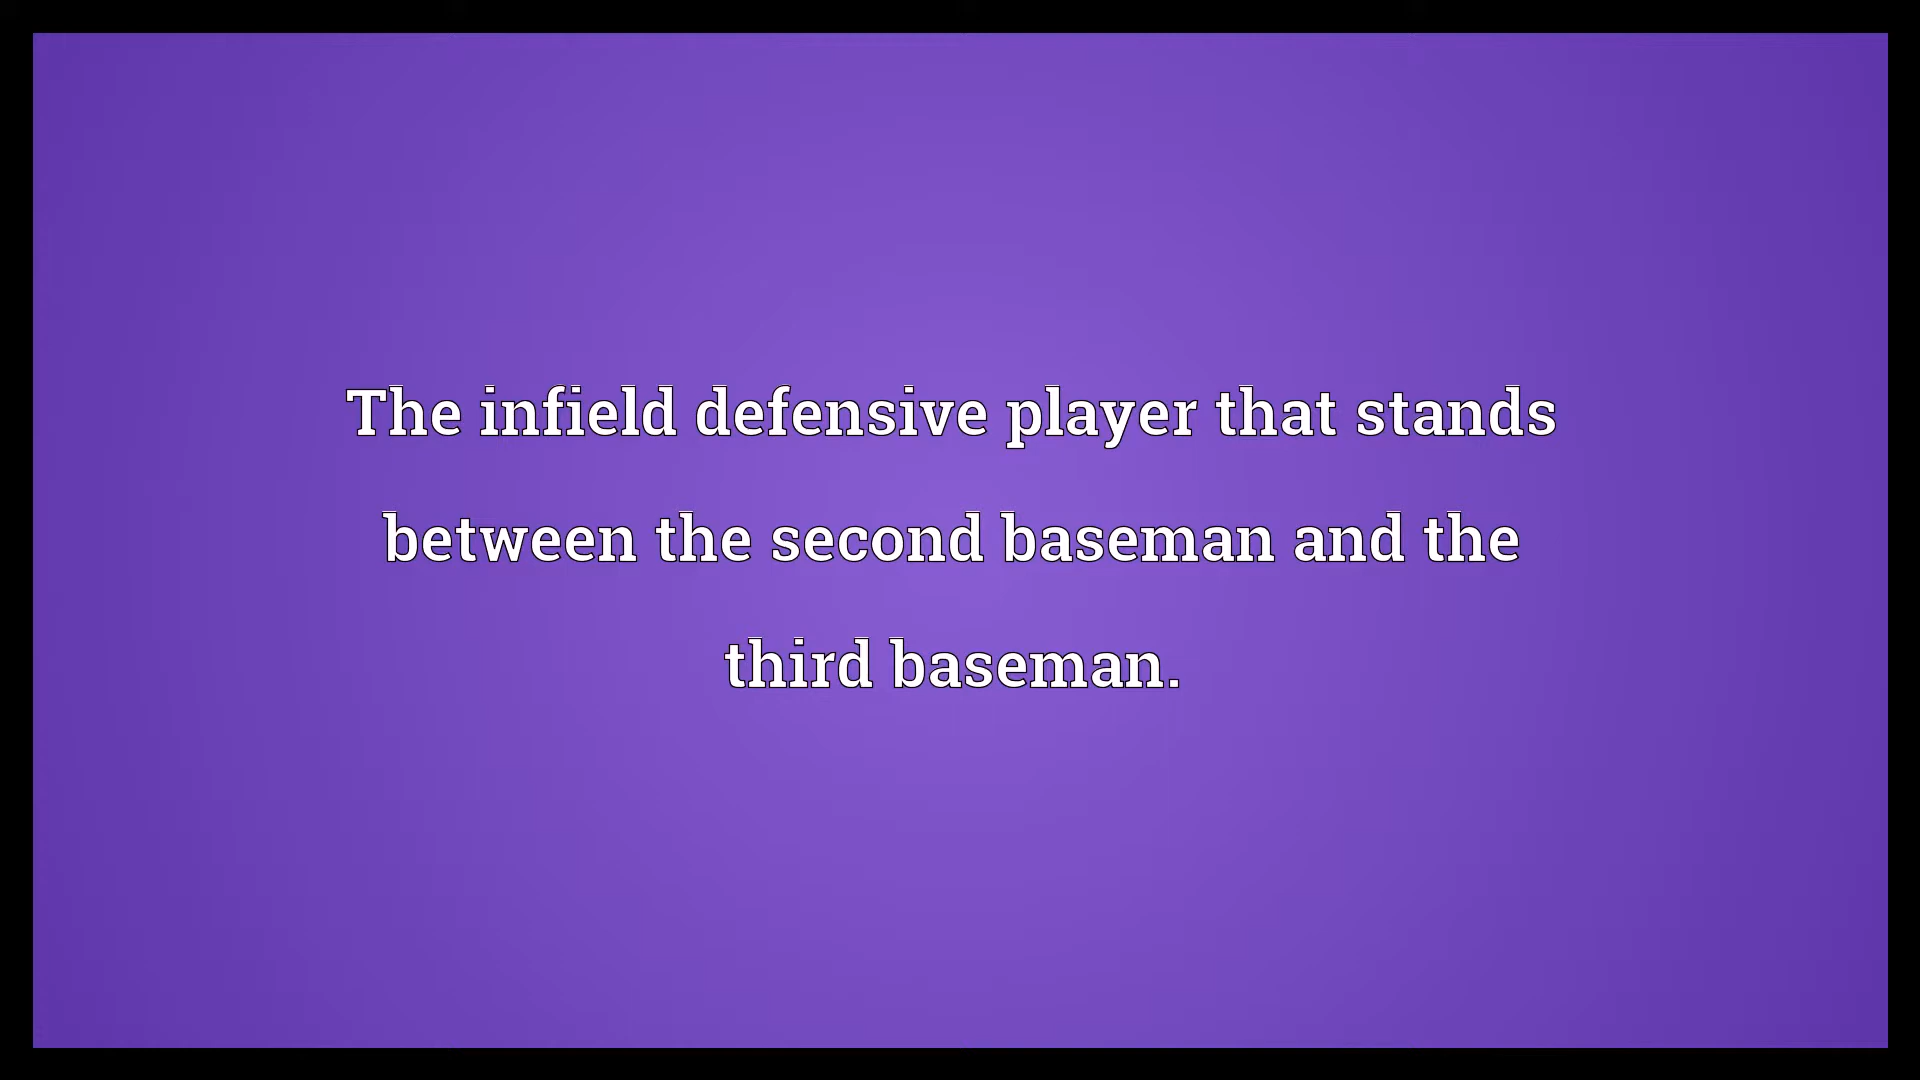 The infield defensive player that stands
between the second baseman and the
third baseman.